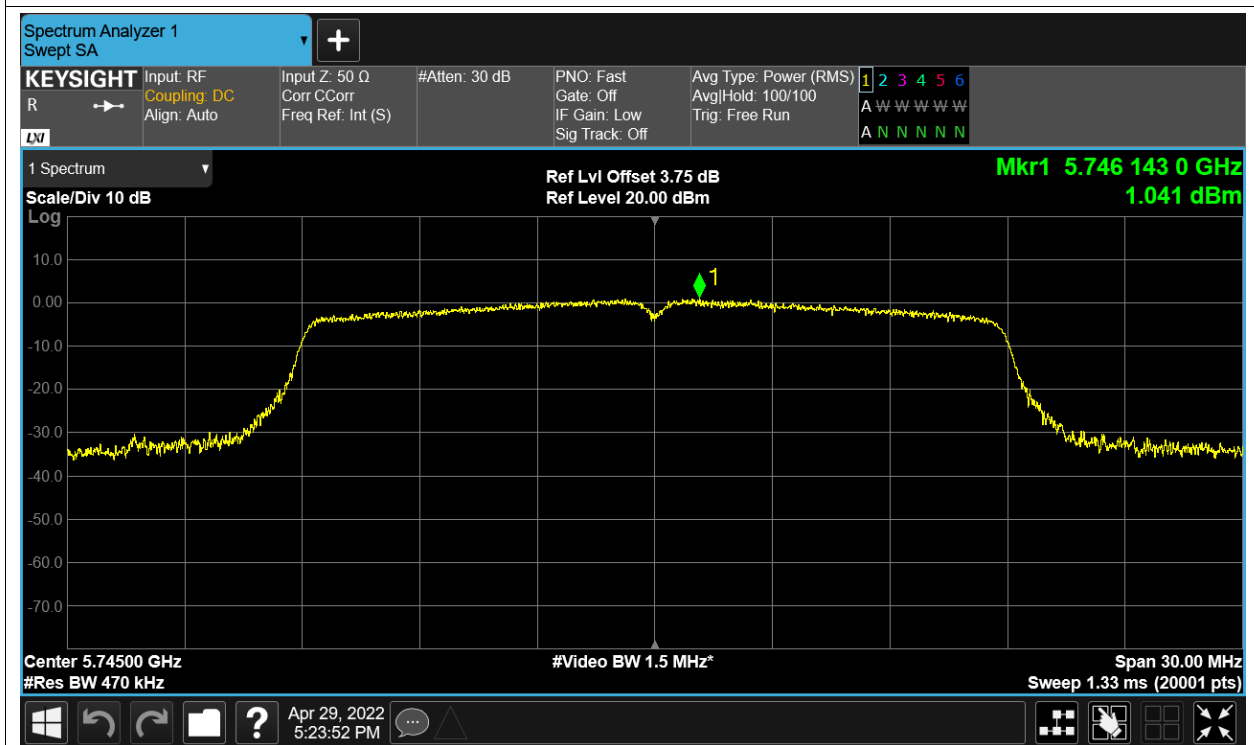 Spectrum Analyzer 1
Swept SA
+
KEYSIGHT
R
LXI
Input: RF
Coupling: DC
Align: Auto
Input Z: 50 Ω
Corr CCorr
Freq Ref: Int (S)
#Atten: 30 dB
PNO: Fast
Gate: Off
IF Gain: Low
Sig Track: Off
Avg Type: Power (RMS)
Avg|Hold: 100/100
Trig: Free Run
1 2 3 4 5 6
A W W W W W
A N N N N N
1 Spectrum
Scale/Div 10 dB
Ref Lvl Offset 3.75 dB
Ref Level 20.00 dBm
Mkr1 5.746 143 0 GHz
1.041 dBm
Log
1
10.0
0.00
-10.0
-20.0
-30.0
-40.0
-50.0
-60.0
-70.0
Center 5.74500 GHz
#Res BW 470 kHz
#Video BW 1.5 MHz*
Span 30.00 MHz
Sweep 1.33 ms (20001 pts)
?
Apr 29, 2022
5:23:52 PM